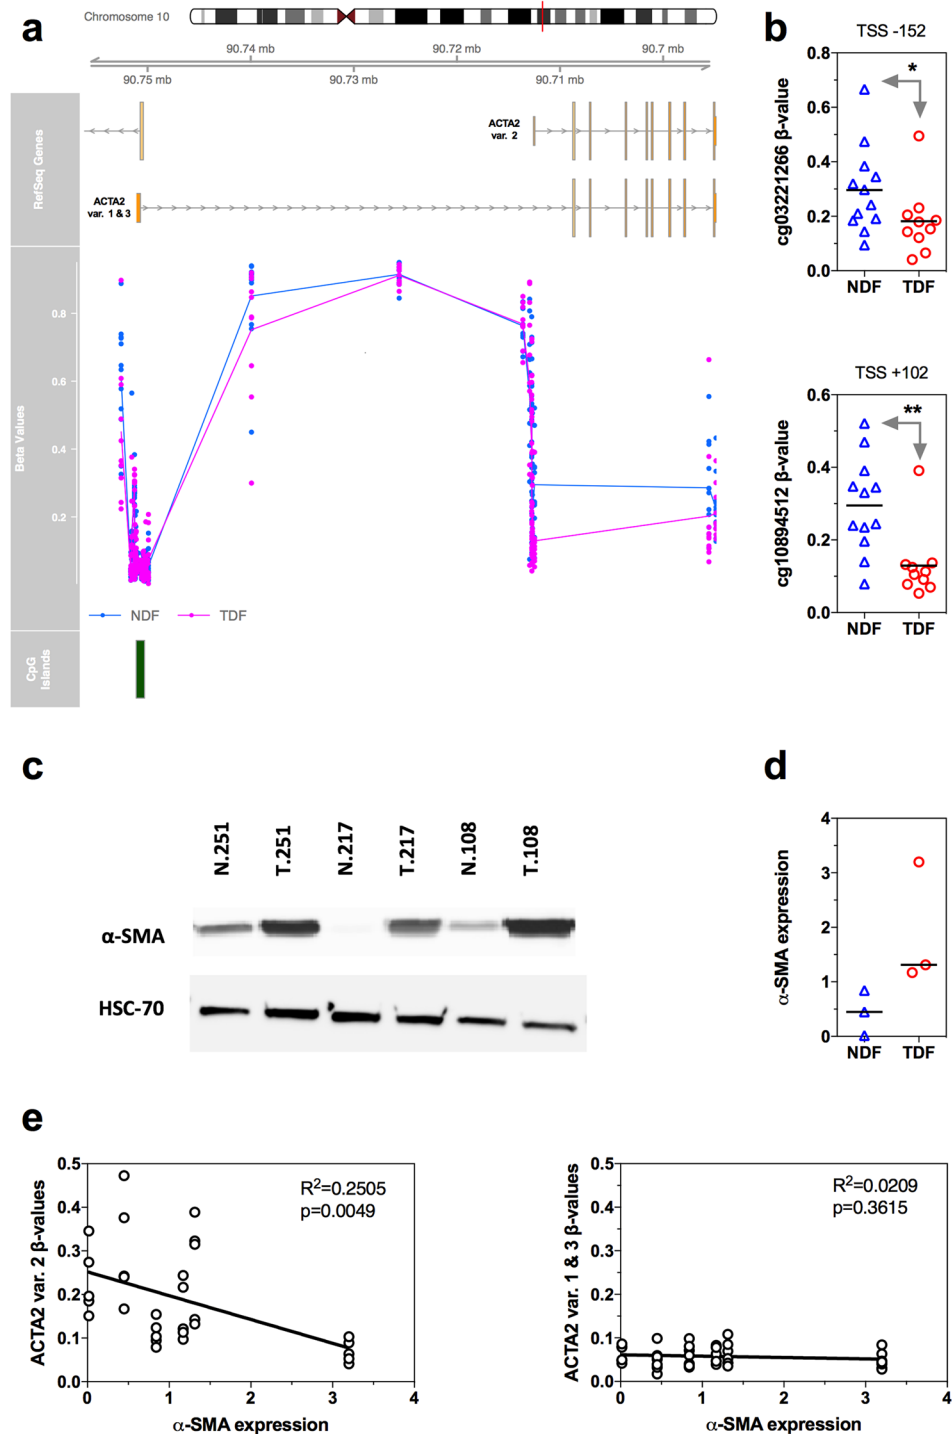 a
Chromosome 10
90.74 mb 90.72 mb 90.7 mb
90.75 mb 90.73 mb 90.71 mb
RefSeq Genes
ACTA2
var. 2
ACTA2
var. 1 & 3
Beta Values
0.8
0.6
0.4
0.2
NDF TDF
CpG
Islands
b
TSS -152
*
cg03221266 β-value
0.8
0.6
0.4
0.2
0.0
NDF TDF
TSS +102
**
cg10894512 β-value
0.6
0.4
0.2
0.0
NDF TDF
c
N.251 T.251 N.217 T.217 N.108 T.108
α-SMA
HSC-70
d
α-SMA expression
4
3
2
1
0
NDF TDF
e
ACTA2 var. 2 β-values
0.5
0.4
0.3
0.2
0.1
0.0
R²=0.2505
p=0.0049
0 1 2 3 4
α-SMA expression
ACTA2 var. 1 & 3 β-values
0.5
0.4
0.3
0.2
0.1
0.0
R²=0.0209
p=0.3615
0 1 2 3 4
α-SMA expression